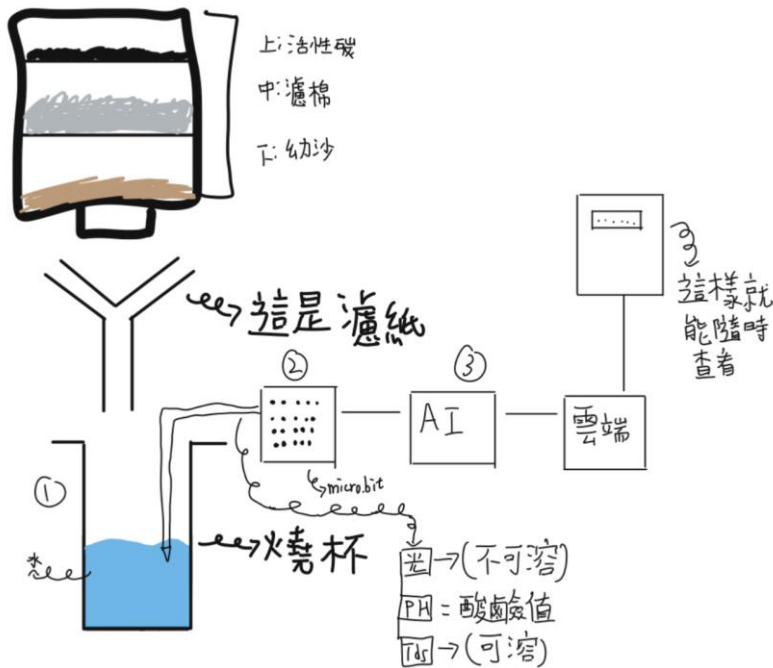 上:活性碳
中:濾棉
下:幼沙
這是濾紙
這樣就
能隨時
查看
①
②
③
AI
雲端
micro:bit
水
燒杯
光→(不可溶)
PH=酸鹼值
Tds→(可溶)